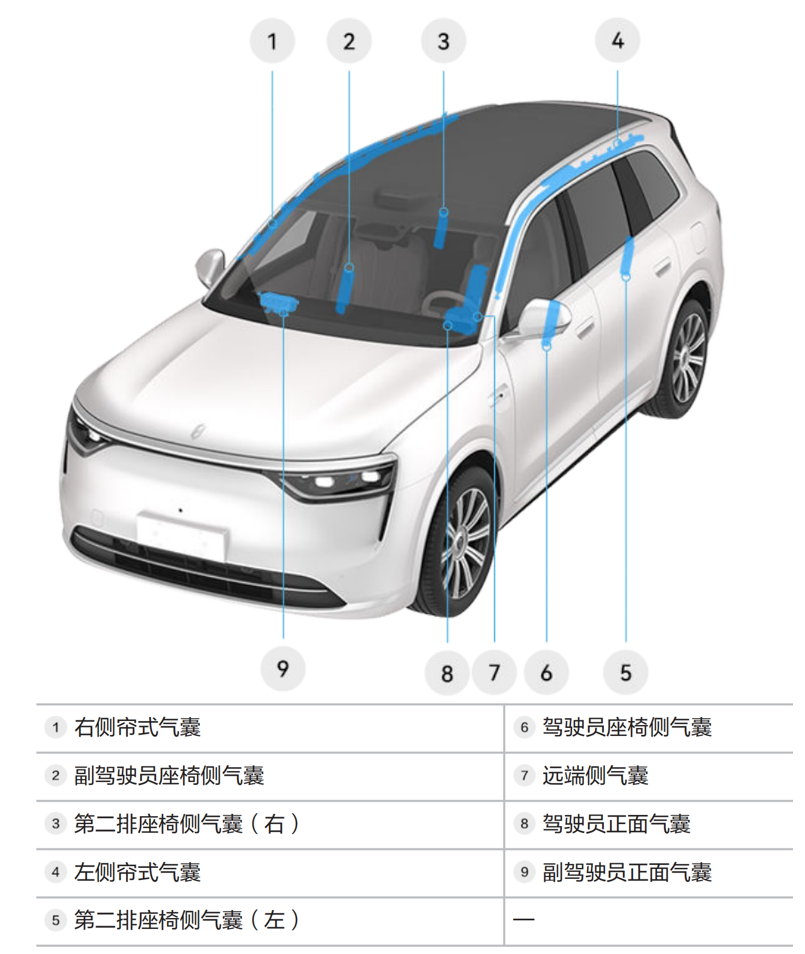 1 2 3 4
9 8 7 6 5
1 右侧帘式气囊 6 驾驶员座椅侧气囊
2 副驾驶员座椅侧气囊 7 远端侧气囊
3 第二排座椅侧气囊（右） 8 驾驶员正面气囊
4 左侧帘式气囊 9 副驾驶员正面气囊
5 第二排座椅侧气囊（左） —